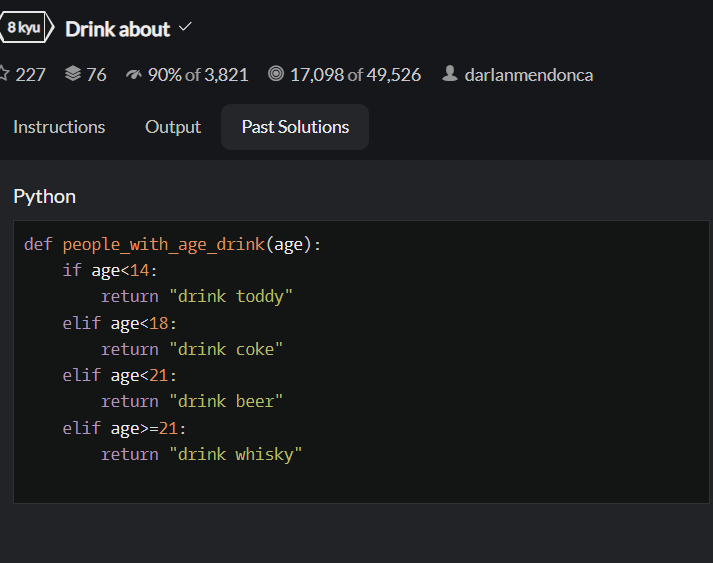 8 kyu Drink about
227 76 90% of 3,821 17,098 of 49,526 darlanmendonca
Instructions Output Past Solutions
Python
def people_with_age_drink(age):
    if age<14:
        return "drink toddy"
    elif age<18:
        return "drink coke"
    elif age<21:
        return "drink beer"
    elif age>=21:
        return "drink whisky"